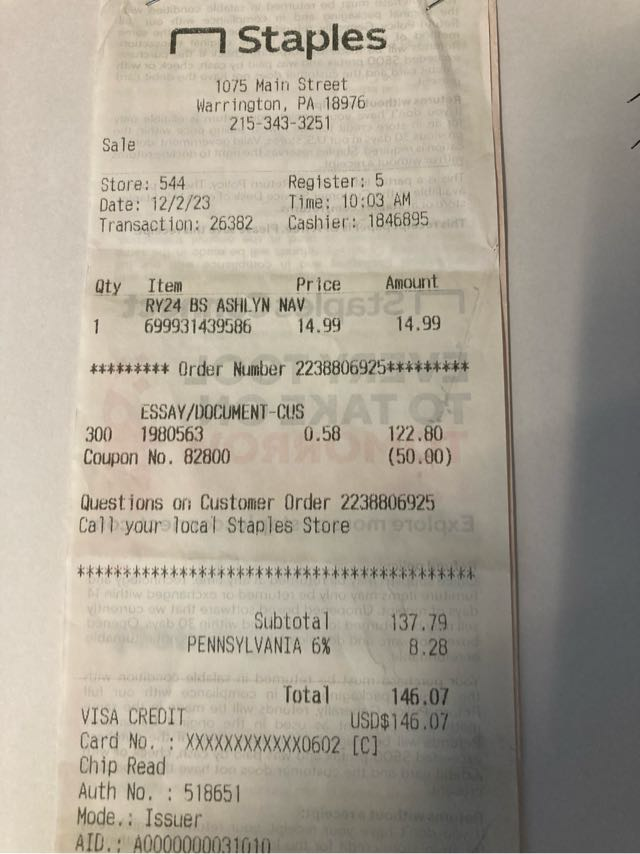 Staples
1075 Main Street
Warrington, PA 18976
215-343-3251
Sale
Store: 544 Register: 5
Date: 12/2/23 Time: 10:03 AM
Transaction: 26382 Cashier: 1846895
Qty Item Price Amount
RY24 BS ASHLYN NAV
1 699931439586 14.99 14.99
********* Order Number 2238806925*********
ESSAY/DOCUMENT-CUS
300 1980563 0.58 122.80
Coupon No. 82800 (50.00)
Questions on Customer Order 2238806925
Call your local Staples Store
******************************************
Subtotal 137.79
PENNSYLVANIA 6% 8.28
Total 146.07
VISA CREDIT USD$146.07
Card No. : XXXXXXXXXXXX0602 [C]
Chip Read
Auth No. : 518651
Mode.: Issuer
AID.: A0000000031010